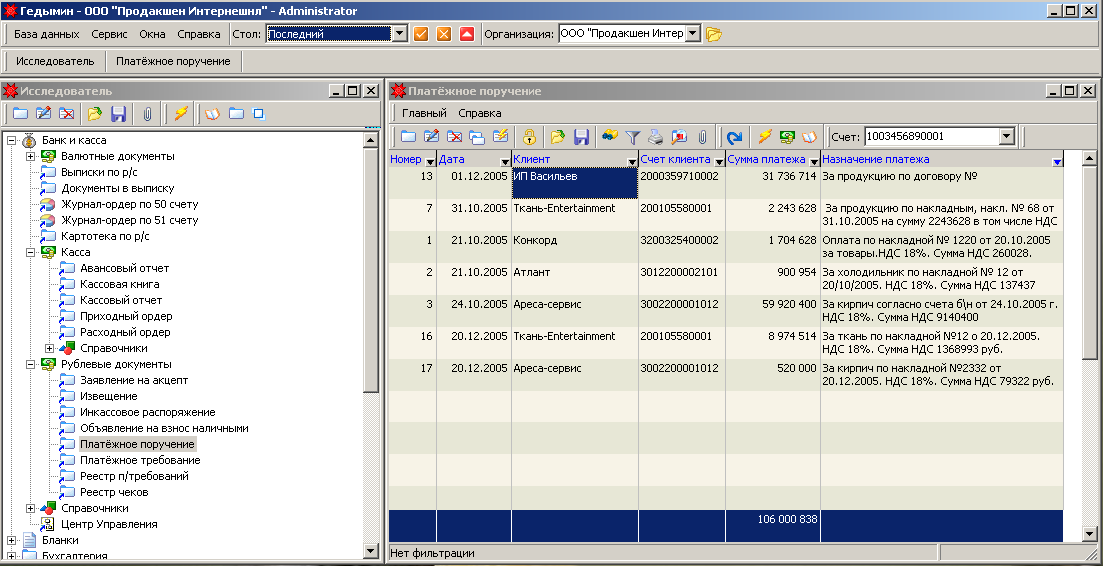 Гедымин - ООО "Продакшен Интернешнл" - Administrator
База данных Сервис Окна Справка Стол: Последний Организация: ООО "Продакшен Интер
Исследователь Платёжное поручение
Исследователь
Банк и касса
Валютные документы
Выписки по р/с
Документы в выписку
Журнал-ордер по 50 счету
Журнал-ордер по 51 счету
Картотека по р/с
Касса
Авансовый отчет
Кассовая книга
Кассовый отчет
Приходный ордер
Расходный ордер
Справочники
Рублевые документы
Заявление на акцепт
Извещение
Инкассовое распоряжение
Объявление на взнос наличными
Платёжное поручение
Платёжное требование
Реестр п/требований
Реестр чеков
Справочники
Центр Управления
Бланки
Бухгалтерия
Платёжное поручение
Главный Справка
Счет: 1003456890001
Номер Дата Клиент Счет клиента Сумма платежа Назначение платежа
13 01.12.2005 ИП Васильев 2000359710002 31 736 714 За продукцию по договору №
7 31.10.2005 Ткань-Entertainment 200105580001 2 243 628 За продукцию по накладным, накл. № 68 от
31.10.2005 на сумму 2243628 в том числе НДС
1 21.10.2005 Конкорд 3200325400002 1 704 628 Оплата по накладной № 1220 от 20.10.2005
за товары.НДС 18%. Сумма НДС 260028.
2 21.10.2005 Атлант 3012200002101 900 954 За холодильник по накладной № 12 от
20/10/2005. НДС 18%. Сумма НДС 137437
3 24.10.2005 Ареса-сервис 3002200001012 59 920 400 За кирпич согласно счета б\н от 24.10.2005 г.
НДС 18%. Сумма НДС 9140400
16 20.12.2005 Ткань-Entertainment 200105580001 8 974 514 За ткань по накладной №12 о 20.12.2005.
НДС 18%. Сумма НДС 1368993 руб.
17 20.12.2005 Ареса-сервис 3002200001012 520 000 За кирпич по накладной №2332 от
20.12.2005. НДС 18%. Сумма НДС 79322 руб.
106 000 838
Нет фильтрации